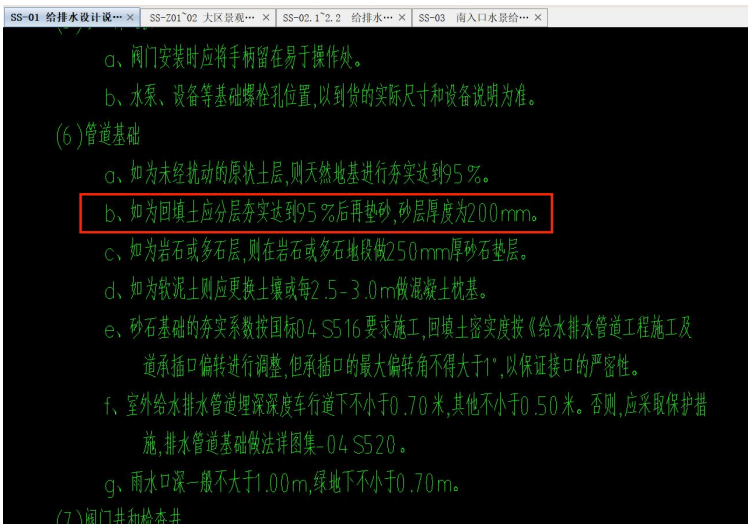 SS-01 给排水设计说… × SS-Z01~02 大区景观… × SS-02.1~2.2 给排水… × SS-03 南入口水景给… ×
a、阀门安装时应将手柄留在易于操作处。
b、水泵、设备等基础螺栓孔位置,以到货的实际尺寸和设备说明为准。
(6)管道基础
a、如为未经扰动的原状土层,则天然地基进行夯实达到95%。
b、如为回填土应分层夯实达到95%后再垫砂,砂层厚度为200mm。
c、如为岩石或多石层,则在岩石或多石地段做250mm厚砂石垫层。
d、如为软泥土则应更换土壤或每2.5-3.0m做混凝土枕基。
e、砂石基础的夯实系数按国标04 S516要求施工,回填土密实度按《给水排水管道工程施工及
道承插口偏转进行调整,但承插口的最大偏转角不得大于1°,以保证接口的严密性。
f、室外给水排水管道埋深深度车行道下不小于0.70米,其他不小于0.50米。否则,应采取保护措
施,排水管道基础做法详图集-04 S520。
g、雨水口深一般不大于1.00m,绿地下不小于0.70m。
(7)阀门井和检查井